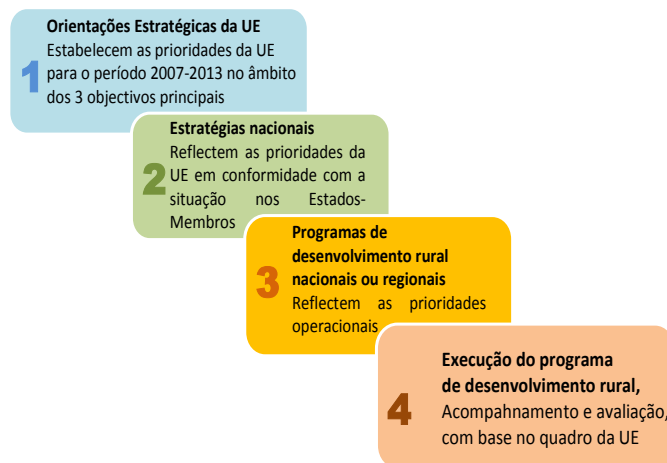 Orientações Estratégicas da UE
Estabelecem as prioridades da UE
1 para o período 2007-2013 no âmbito
dos 3 objectivos principais
Estratégias nacionais
Reflectem as prioridades da
2 UE em conformidade com a
situação nos Estados-
Membros
Programas de
desenvolvimento rural
3 nacionais ou regionais
Reflectem as prioridades
operacionais
Execução do programa
de desenvolvimento rural,
4 Acompahnamento e avaliação,
com base no quadro da UE